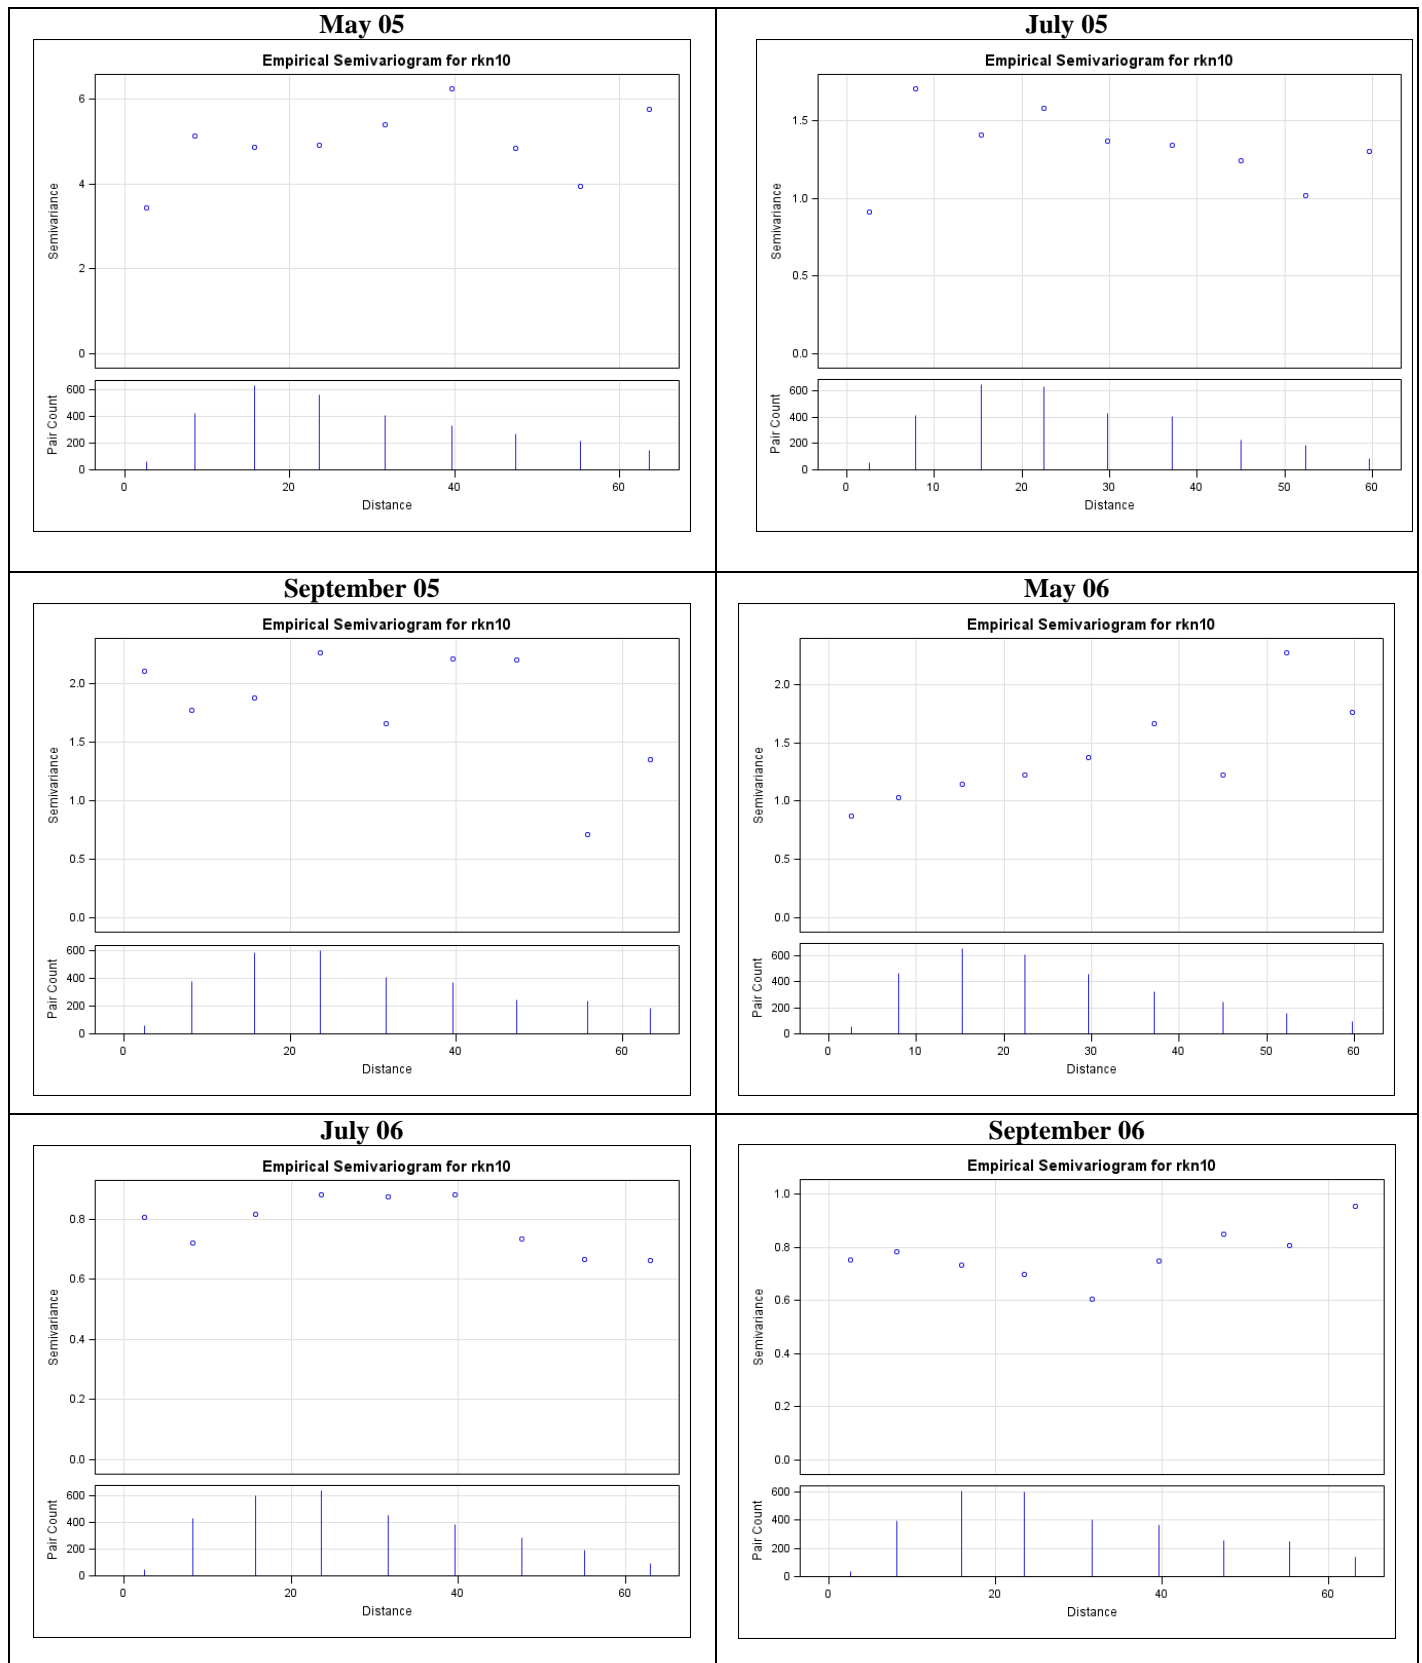 May 05
Empirical Semivariogram for rkn10
Semivariance
6
4
2
0
Pair Count
600
400
200
0
0 20 40 60
Distance
July 05
Empirical Semivariogram for rkn10
Semivariance
1.5
1.0
0.5
0.0
Pair Count
600
400
200
0
0 10 20 30 40 50 60
Distance
September 05
Empirical Semivariogram for rkn10
Semivariance
2.0
1.5
1.0
0.5
0.0
Pair Count
600
400
200
0
0 20 40 60
Distance
May 06
Empirical Semivariogram for rkn10
Semivariance
2.0
1.5
1.0
0.5
0.0
Pair Count
600
400
200
0
0 10 20 30 40 50 60
Distance
July 06
Empirical Semivariogram for rkn10
Semivariance
0.8
0.6
0.4
0.2
0.0
Pair Count
600
400
200
0
0 20 40 60
Distance
September 06
Empirical Semivariogram for rkn10
Semivariance
1.0
0.8
0.6
0.4
0.2
0.0
Pair Count
600
400
200
0
0 20 40 60
Distance